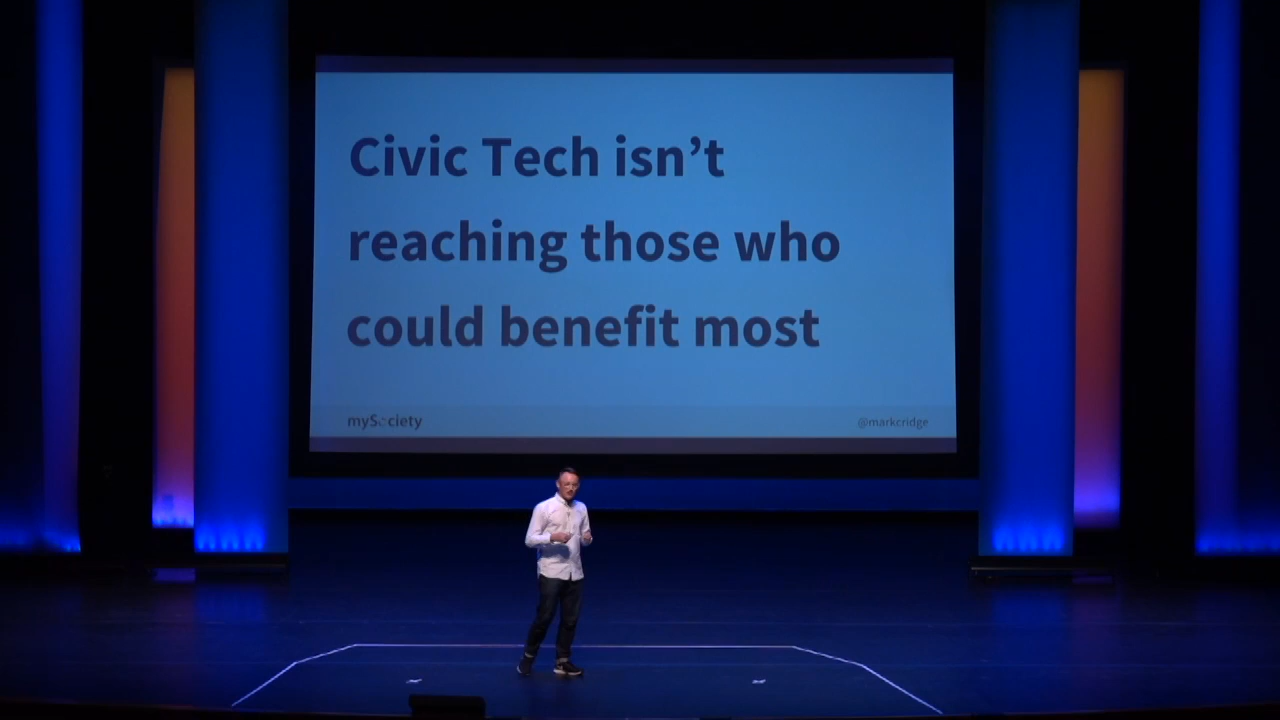 Civic Tech isn’t
reaching those who
could benefit most
mySociety
@markcridge